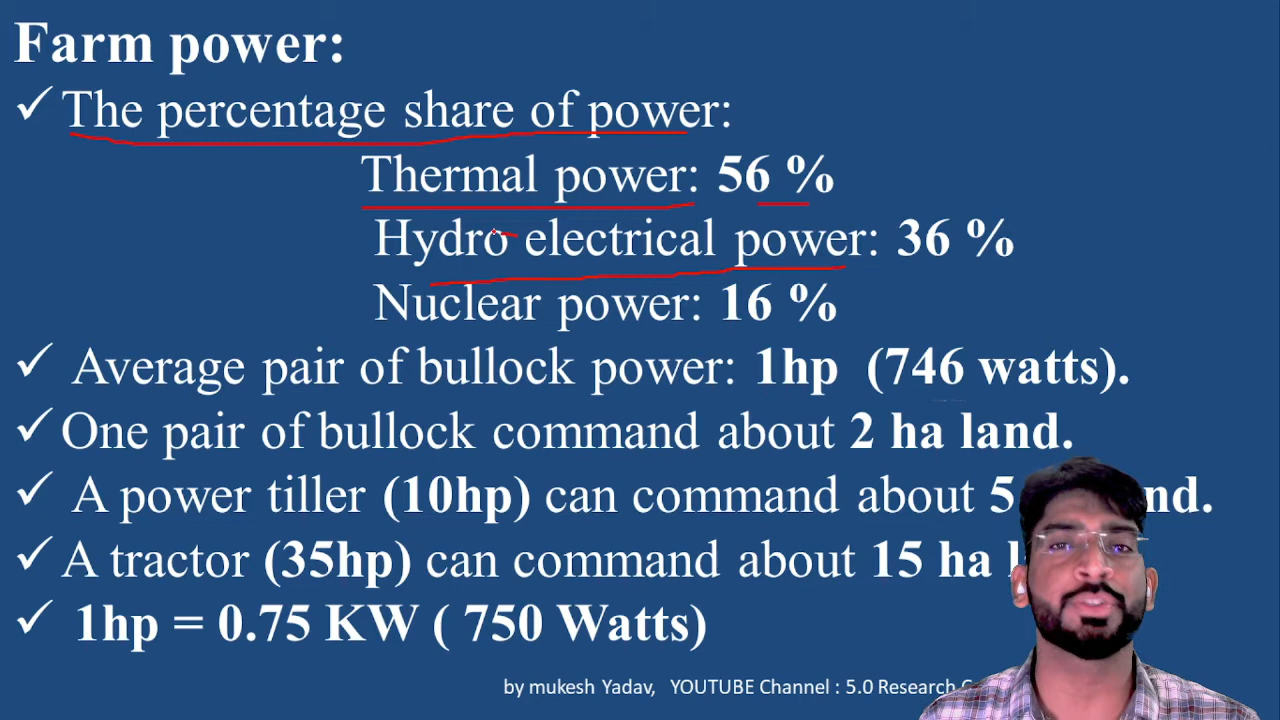 Farm power:
✓ The percentage share of power:
Thermal power: 56 %
Hydro electrical power: 36 %
Nuclear power: 16 %
✓ Average pair of bullock power: 1hp (746 watts).
✓ One pair of bullock command about 2 ha land.
✓ A power tiller (10hp) can command about 5
✓ A tractor (35hp) can command about 15 ha
✓ 1hp = 0.75 KW ( 750 Watts)
by mukesh Yadav, YOUTUBE Channel : 5.0 Research